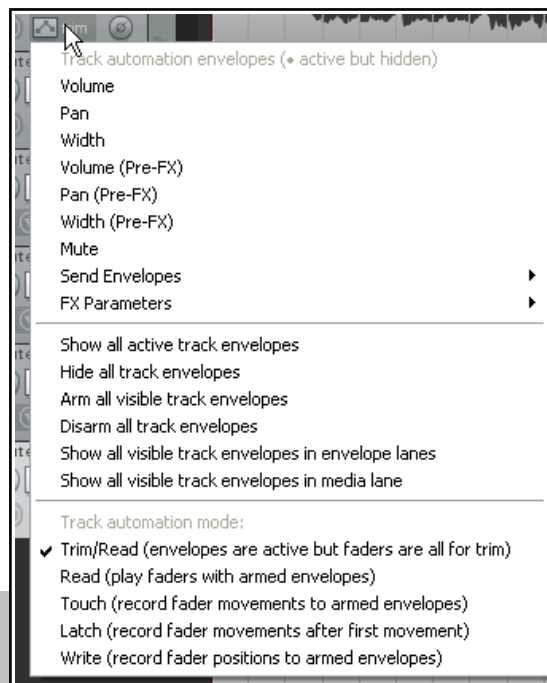 Track automation envelopes (• active but hidden)
Volume
Pan
Width
Volume (Pre-FX)
Pan (Pre-FX)
Width (Pre-FX)
Mute
Send Envelopes
FX Parameters
Show all active track envelopes
Hide all track envelopes
Arm all visible track envelopes
Disarm all track envelopes
Show all visible track envelopes in envelope lanes
Show all visible track envelopes in media lane
Track automation mode:
Trim/Read (envelopes are active but faders are all for trim)
Read (play faders with armed envelopes)
Touch (record fader movements to armed envelopes)
Latch (record fader movements after first movement)
Write (record fader positions to armed envelopes)